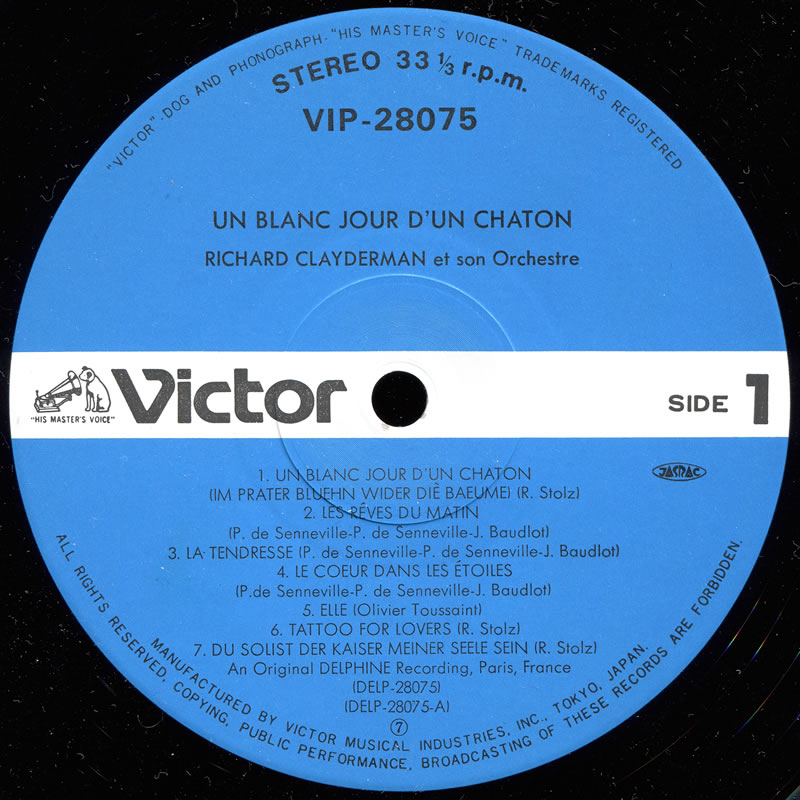 "VICTOR"-DOG AND PHONOGRAPH-"HIS MASTER'S VOICE" TRADEMARKS REGISTERED
STEREO 33 1/3 r.p.m.
VIP-28075
UN BLANC JOUR D'UN CHATON
RICHARD CLAYDERMAN et son Orchestre
"HIS MASTER'S VOICE"
Victor
SIDE 1
JASRAC
1. UN BLANC JOUR D'UN CHATON
(IM PRATER BLUEHN WIDER DIÈ BAEUME) (R. Stolz)
2. LES RÊVES DU MATIN
(P. de Senneville-P. de Senneville-J. Baudlot)
3. LA TENDRESSE (P. de Senneville-P. de Senneville-J. Baudlot)
4. LE COEUR DANS LES ÉTOILES
(P.de Senneville-P. de Senneville-J. Baudlot)
5. ELLE (Olivier Toussaint)
6. TATTOO FOR LOVERS (R. Stolz)
7. DU SOLIST DER KAISER MEINER SEELE SEIN (R. Stolz)
An Original DELPHINE Recording, Paris, France
(DELP-28075)
(DELP-28075-A)
⑦
MANUFACTURED BY VICTOR MUSICAL INDUSTRIES, INC., TOKYO, JAPAN.
ALL RIGHTS RESERVED, COPYING, PUBLIC PERFORMANCE, BROADCASTING OF THESE RECORDS ARE FORBIDDEN.